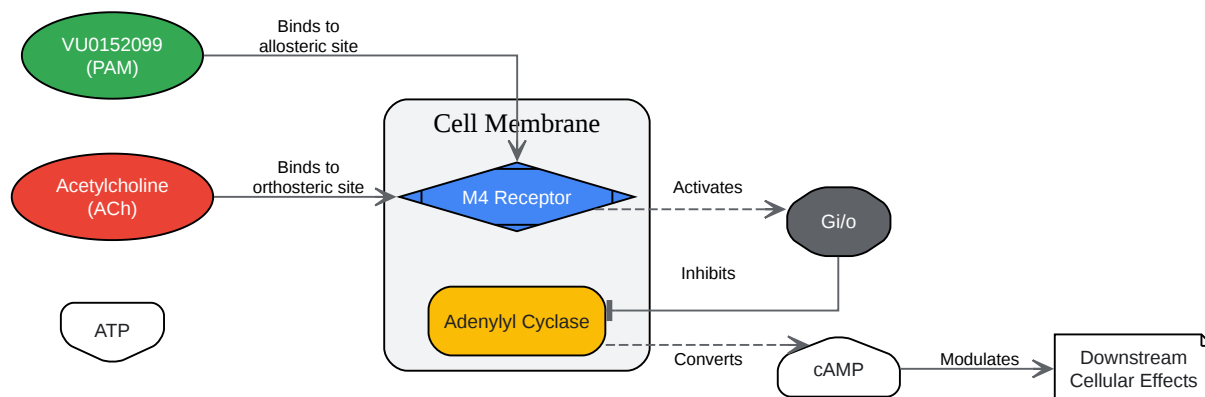 VU0152099
(PAM)
Binds to
allosteric site
Cell Membrane
Acetylcholine
(ACh)
Binds to
orthosteric site
M4 Receptor
Activates
Gi/o
Inhibits
ATP
Adenylyl Cyclase
Converts
cAMP
Modulates
Downstream
Cellular Effects